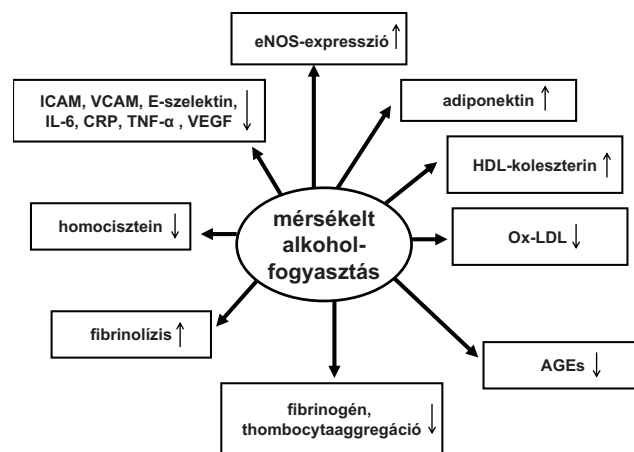 eNOS-expresszió ↑
ICAM, VCAM, E-szelektin,
IL-6, CRP, TNF-α , VEGF ↓
adiponektin ↑
HDL-koleszterin ↑
mérsékelt
alkohol-
fogyasztás
homocisztein ↓
Ox-LDL ↓
fibrinolízis ↑
AGEs ↓
fibrinogén,
thombocytaaggregáció ↓